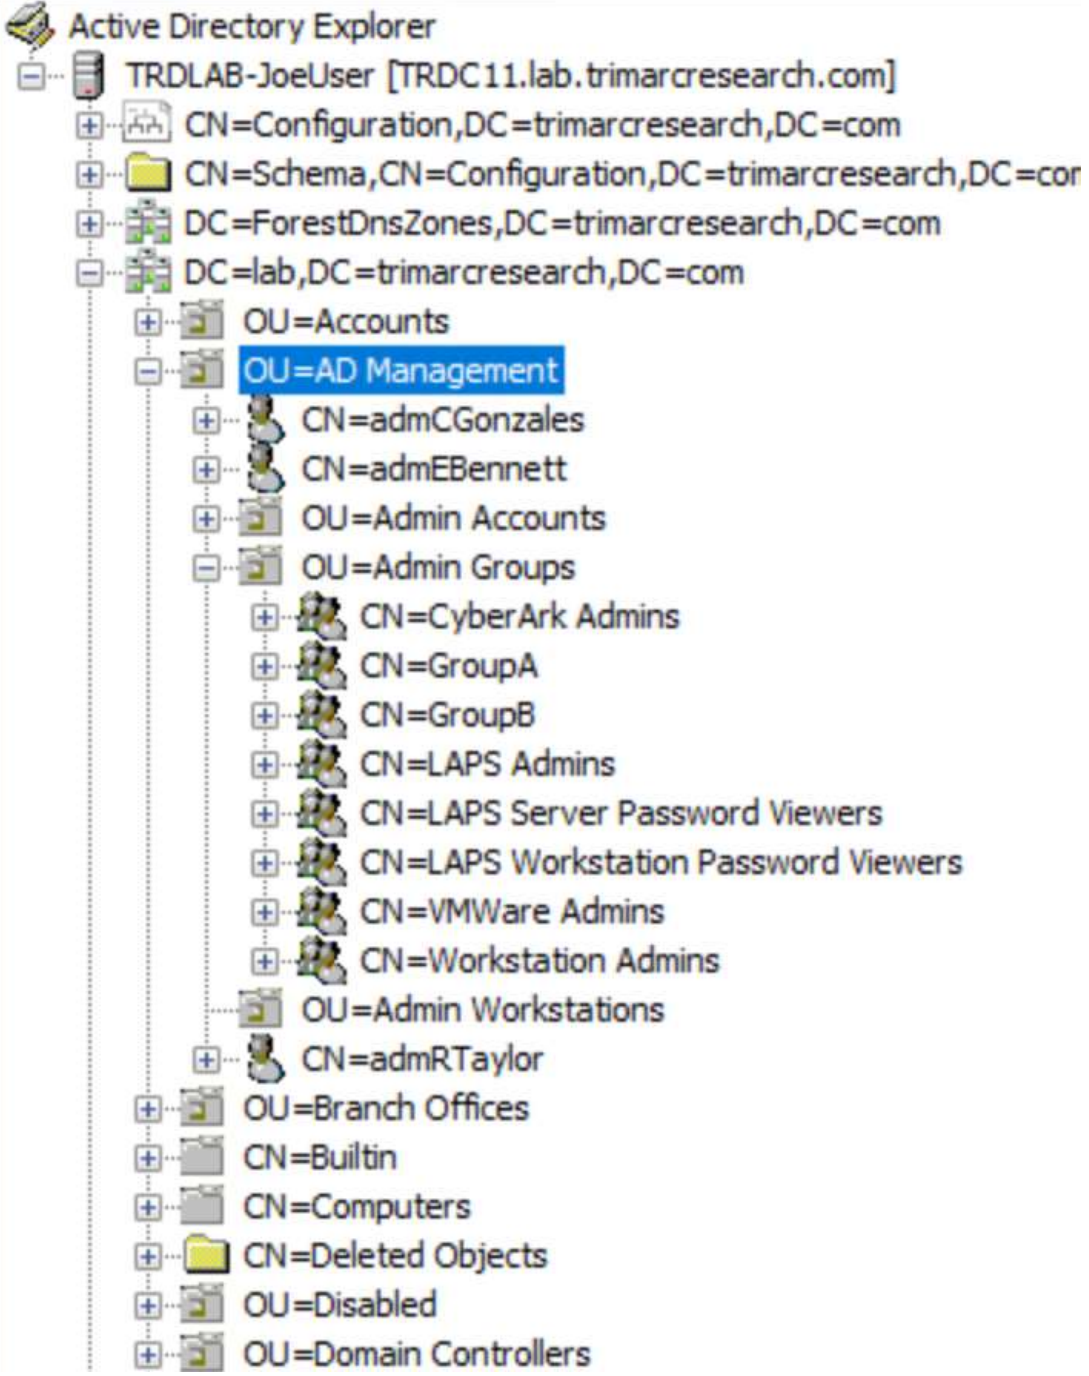 Active Directory Explorer
TRDLAB-JoeUser [TRDC11.lab.trimarcresearch.com]
CN=Configuration,DC=trimarcresearch,DC=com
CN=Schema,CN=Configuration,DC=trimarcresearch,DC=com
DC=ForestDnsZones,DC=trimarcresearch,DC=com
DC=lab,DC=trimarcresearch,DC=com
OU=Accounts
OU=AD Management
CN=admCGonzales
CN=admEBennett
OU=Admin Accounts
OU=Admin Groups
CN=CyberArk Admins
CN=GroupA
CN=GroupB
CN=LAPS Admins
CN=LAPS Server Password Viewers
CN=LAPS Workstation Password Viewers
CN=VMWare Admins
CN=Workstation Admins
OU=Admin Workstations
CN=admRTaylor
OU=Branch Offices
CN=Builtin
CN=Computers
CN=Deleted Objects
OU=Disabled
OU=Domain Controllers